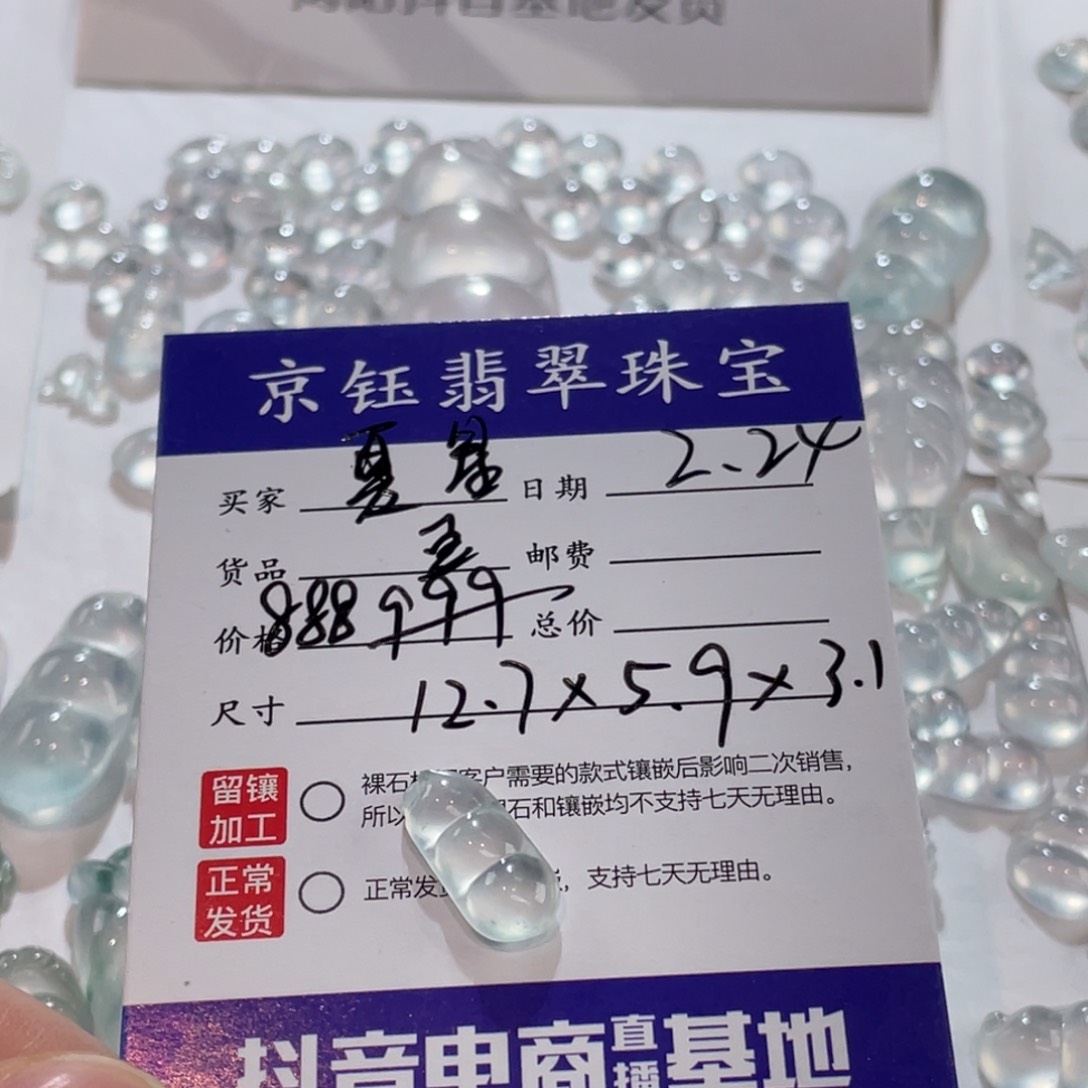 京钰翡翠珠宝
买家 夏 日期 2.24
货品 邮费
价格 888 999 总价
尺寸 12.7×5.9×3.1
留镶加工 裸石 客户需要的款式镶嵌后影响二次销售，
所以 石和镶嵌均不支持七天无理由。
正常发货 正常发货 ，支持七天无理由。
抖音电商直播基地